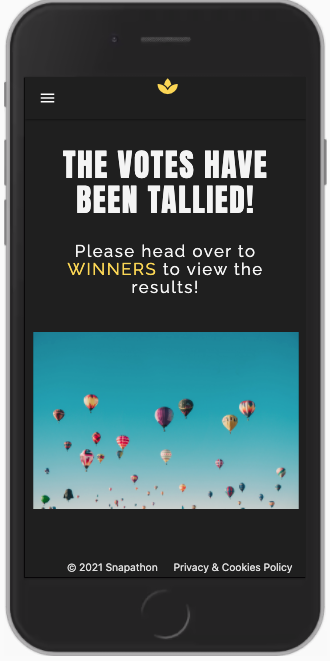 THE VOTES HAVE
BEEN TALLIED!
Please head over to
WINNERS to view the
results!
© 2021 Snapathon Privacy & Cookies Policy